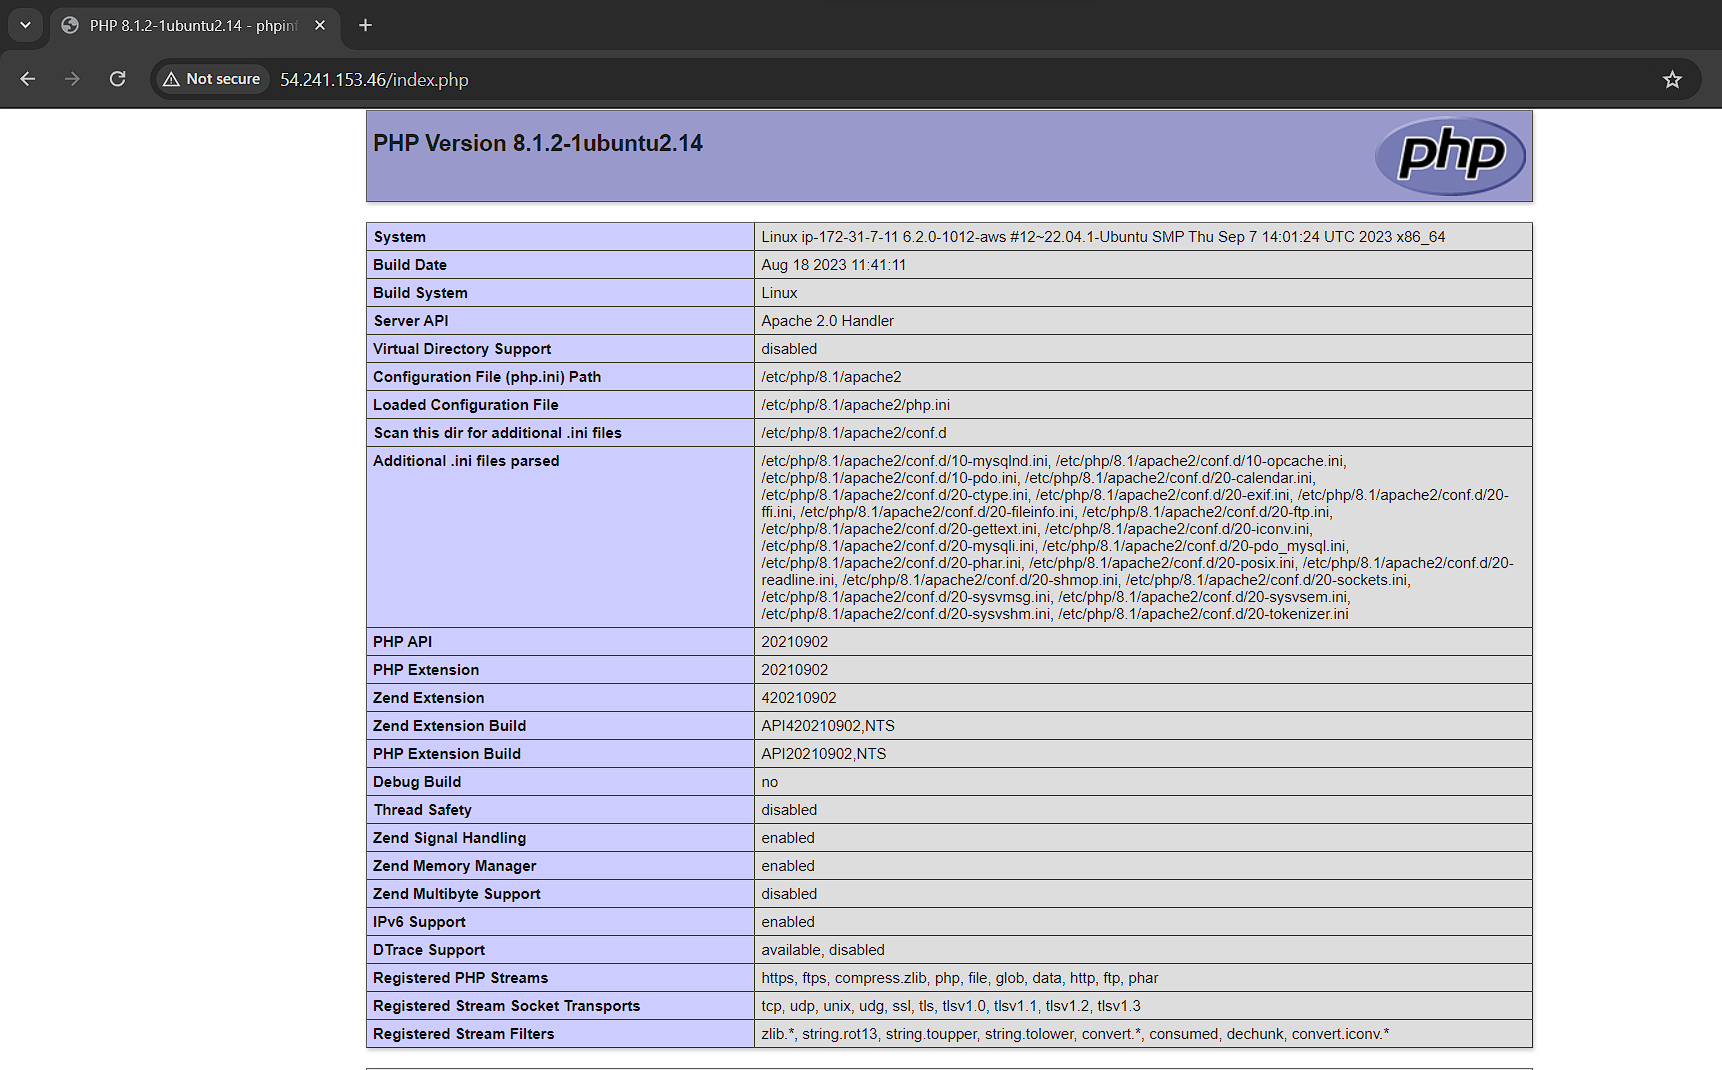 PHP 8.1.2-1ubuntu2.14 - phpinf
Not secure
54.241.153.46/index.php
PHP Version 8.1.2-1ubuntu2.14
php
System Linux ip-172-31-7-11 6.2.0-1012-aws #12~22.04.1-Ubuntu SMP Thu Sep 7 14:01:24 UTC 2023 x86_64
Build Date Aug 18 2023 11:41:11
Build System Linux
Server API Apache 2.0 Handler
Virtual Directory Support disabled
Configuration File (php.ini) Path /etc/php/8.1/apache2
Loaded Configuration File /etc/php/8.1/apache2/php.ini
Scan this dir for additional .ini files /etc/php/8.1/apache2/conf.d
Additional .ini files parsed /etc/php/8.1/apache2/conf.d/10-mysqlnd.ini, /etc/php/8.1/apache2/conf.d/10-opcache.ini,
/etc/php/8.1/apache2/conf.d/10-pdo.ini, /etc/php/8.1/apache2/conf.d/20-calendar.ini,
/etc/php/8.1/apache2/conf.d/20-ctype.ini, /etc/php/8.1/apache2/conf.d/20-exif.ini, /etc/php/8.1/apache2/conf.d/20-
ffi.ini, /etc/php/8.1/apache2/conf.d/20-fileinfo.ini, /etc/php/8.1/apache2/conf.d/20-ftp.ini,
/etc/php/8.1/apache2/conf.d/20-gettext.ini, /etc/php/8.1/apache2/conf.d/20-iconv.ini,
/etc/php/8.1/apache2/conf.d/20-mysqli.ini, /etc/php/8.1/apache2/conf.d/20-pdo_mysql.ini,
/etc/php/8.1/apache2/conf.d/20-phar.ini, /etc/php/8.1/apache2/conf.d/20-posix.ini, /etc/php/8.1/apache2/conf.d/20-
readline.ini, /etc/php/8.1/apache2/conf.d/20-shmop.ini, /etc/php/8.1/apache2/conf.d/20-sockets.ini,
/etc/php/8.1/apache2/conf.d/20-sysvmsg.ini, /etc/php/8.1/apache2/conf.d/20-sysvsem.ini,
/etc/php/8.1/apache2/conf.d/20-sysvshm.ini, /etc/php/8.1/apache2/conf.d/20-tokenizer.ini
PHP API 20210902
PHP Extension 20210902
Zend Extension 420210902
Zend Extension Build API420210902,NTS
PHP Extension Build API20210902,NTS
Debug Build no
Thread Safety disabled
Zend Signal Handling enabled
Zend Memory Manager enabled
Zend Multibyte Support disabled
IPv6 Support enabled
DTrace Support available, disabled
Registered PHP Streams https, ftps, compress.zlib, php, file, glob, data, http, ftp, phar
Registered Stream Socket Transports tcp, udp, unix, udg, ssl, tls, tlsv1.0, tlsv1.1, tlsv1.2, tlsv1.3
Registered Stream Filters zlib.*, string.rot13, string.toupper, string.tolower, convert.*, consumed, dechunk, convert.iconv.*